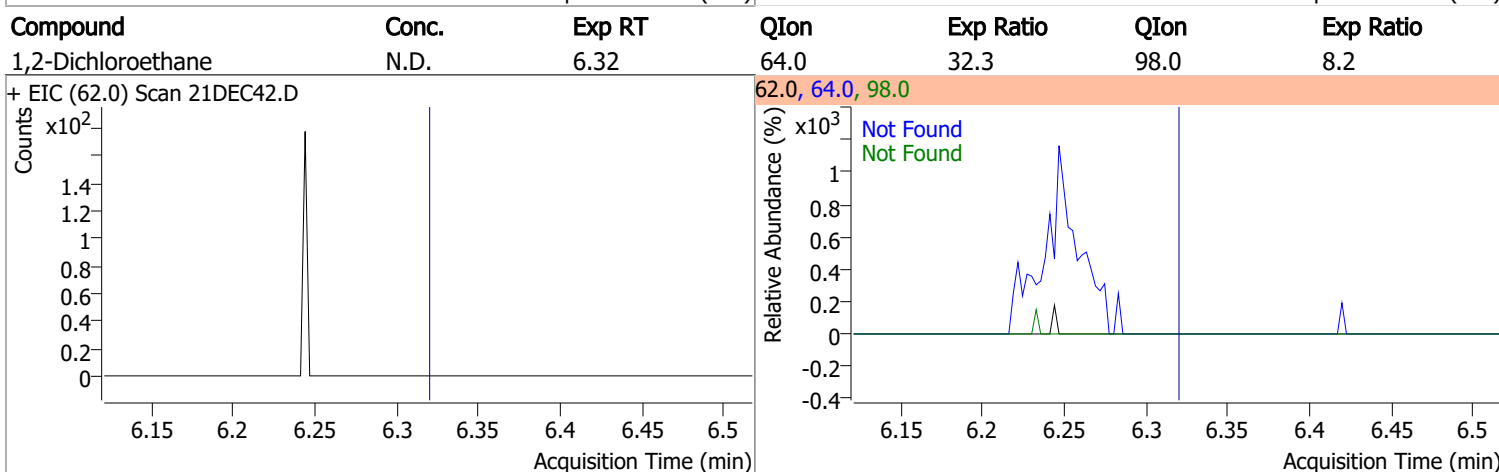 Compound Conc. Exp RT QIon Exp Ratio QIon Exp Ratio
1,2-Dichloroethane N.D. 6.32 64.0 32.3 98.0 8.2
+ EIC (62.0) Scan 21DEC42.D
Counts
x10²
1.4
1.2
1
0.8
0.6
0.4
0.2
0
6.15 6.2 6.25 6.3 6.35 6.4 6.45 6.5
Acquisition Time (min)
62.0, 64.0, 98.0
Relative Abundance (%)
x10³
Not Found
Not Found
1
0.8
0.6
0.4
0.2
0
-0.2
-0.4
6.15 6.2 6.25 6.3 6.35 6.4 6.45 6.5
Acquisition Time (min)